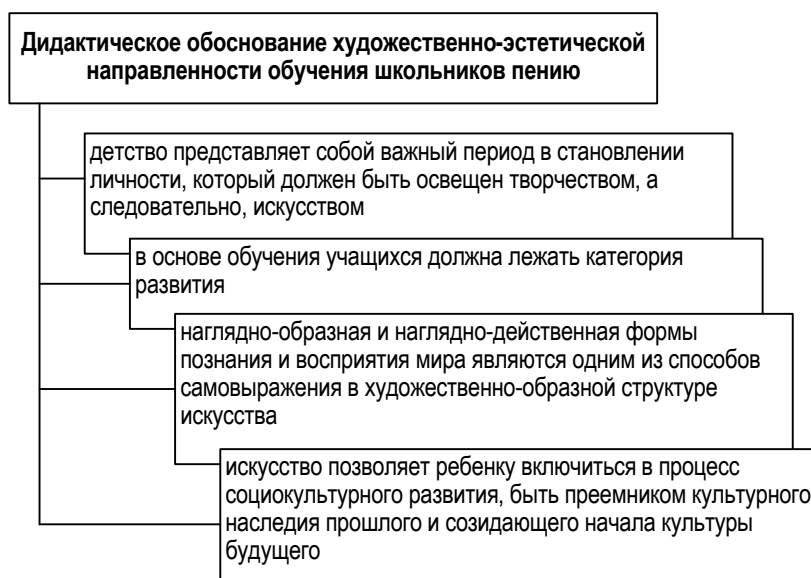 Дидактическое обоснование художественно-эстетической
направленности обучения школьников пению
детство представляет собой важный период в становлении
личности, который должен быть освещен творчеством, а
следовательно, искусством
в основе обучения учащихся должна лежать категория
развития
наглядно-образная и наглядно-действенная формы
познания и восприятия мира являются одним из способов
самовыражения в художественно-образной структуре
искусства
искусство позволяет ребенку включиться в процесс
социокультурного развития, быть преемником культурного
наследия прошлого и созидающего начала культуры
будущего